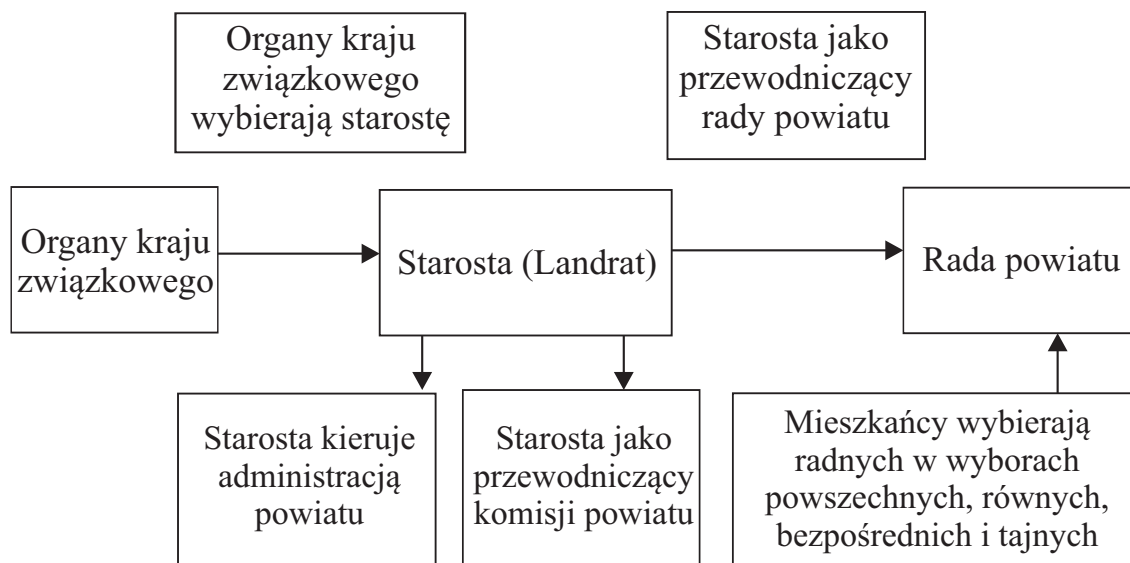 Organy kraju
związkowego
wybierają starostę
Starosta jako
przewodniczący
rady powiatu
Organy kraju
związkowego
Starosta (Landrat)
Rada powiatu
Starosta kieruje
administracją
powiatu
Starosta jako
przewodniczący
komisji powiatu
Mieszkańcy wybierają
radnych w wyborach
powszechnych, równych,
bezpośrednich i tajnych